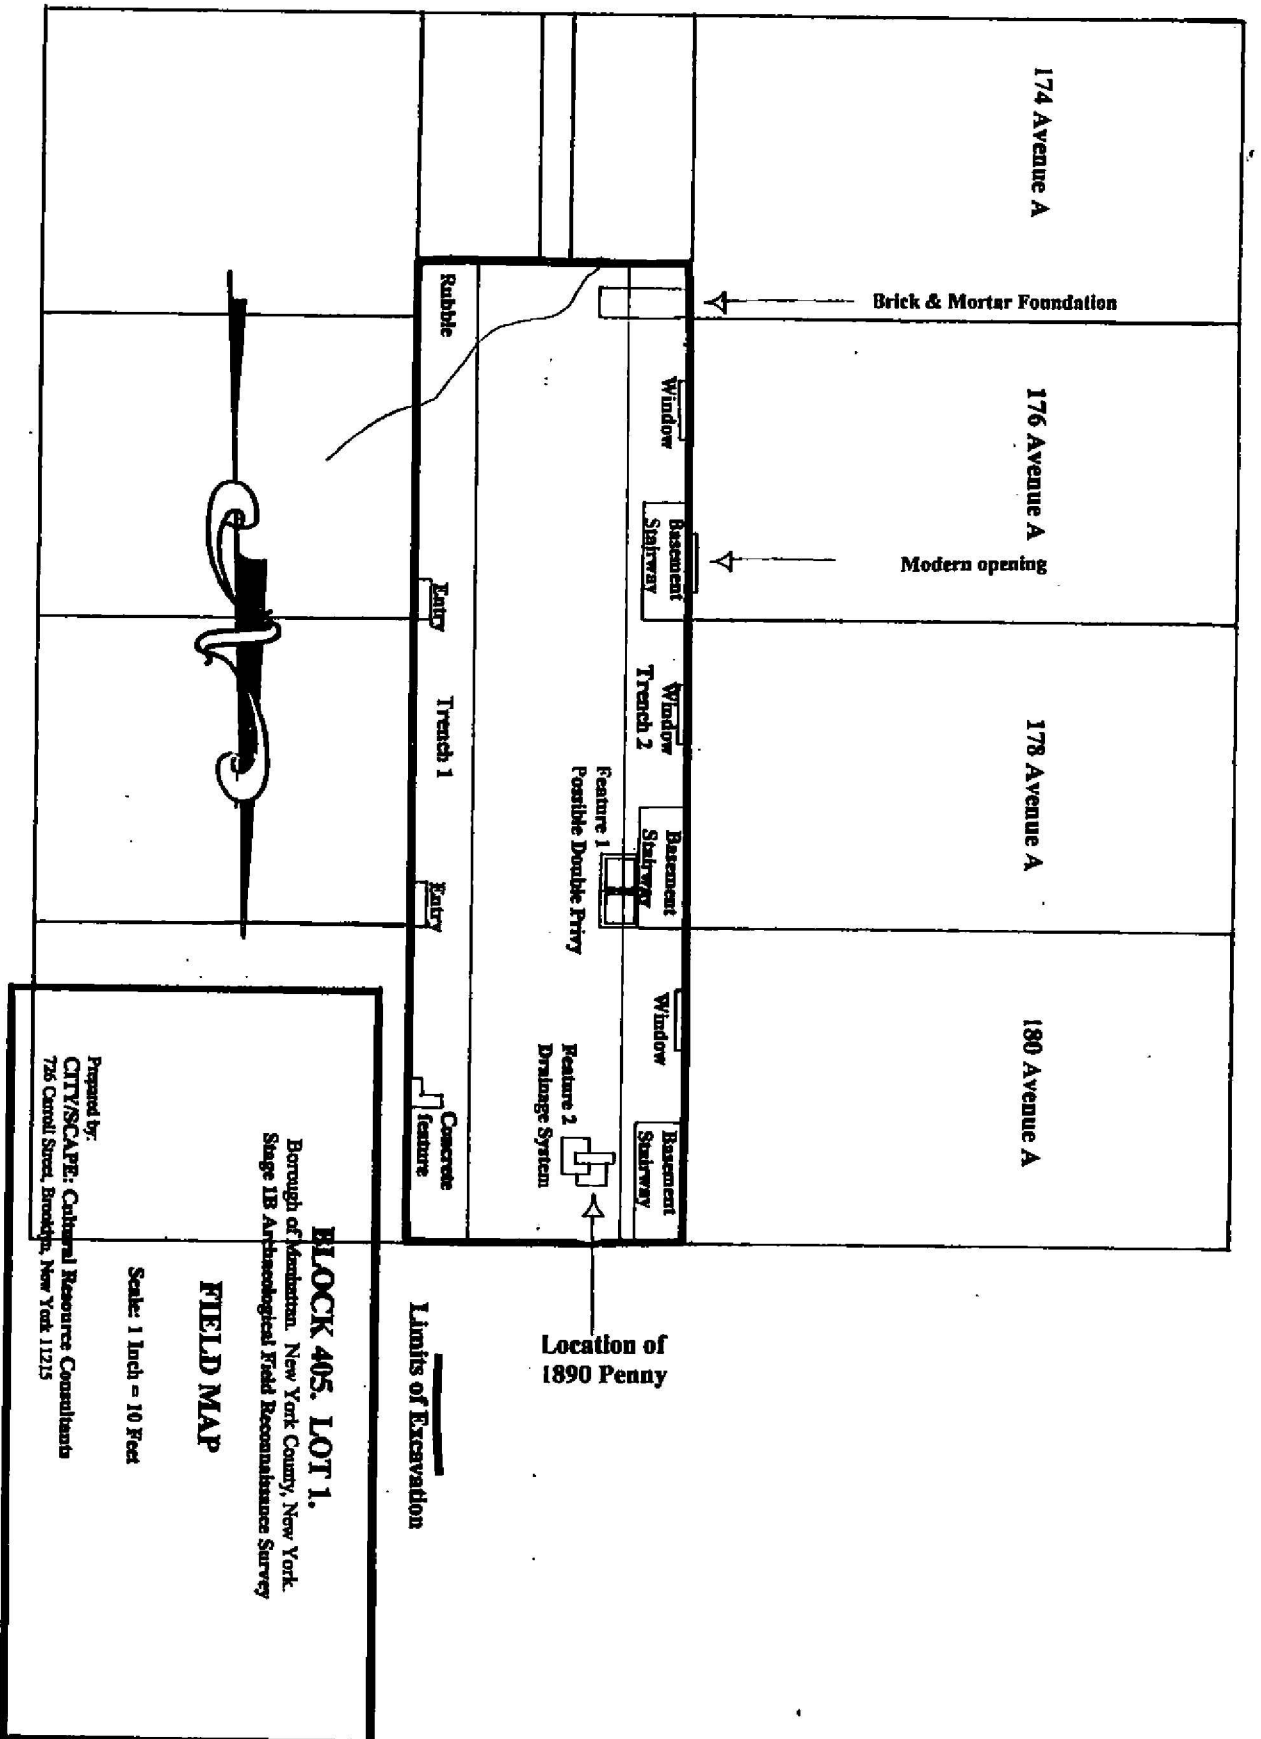 174 Avenue A
Brick & Mortar Foundation
176 Avenue A
Modern opening
178 Avenue A
180 Avenue A
Rubble
Window
Basement
Stairway
Entry
Window
Trench 2
Trench 1
Feature 1
Possible Double Privy
Basement
Stairway
Entry
Window
Feature 2
Drainage System
Basement
Stairway
Concrete
feature
Location of
1890 Penny
Limits of Excavation
BLOCK 405. LOT 1.
Borough of Manhattan. New York County, New York.
Stage 1B Archaeological Field Reconnaissance Survey
FIELD MAP
Scale: 1 Inch = 10 Feet
Prepared by:
CITY/SCAPE: Cultural Resource Consultants
726 Carroll Street, Brooklyn, New York 11215